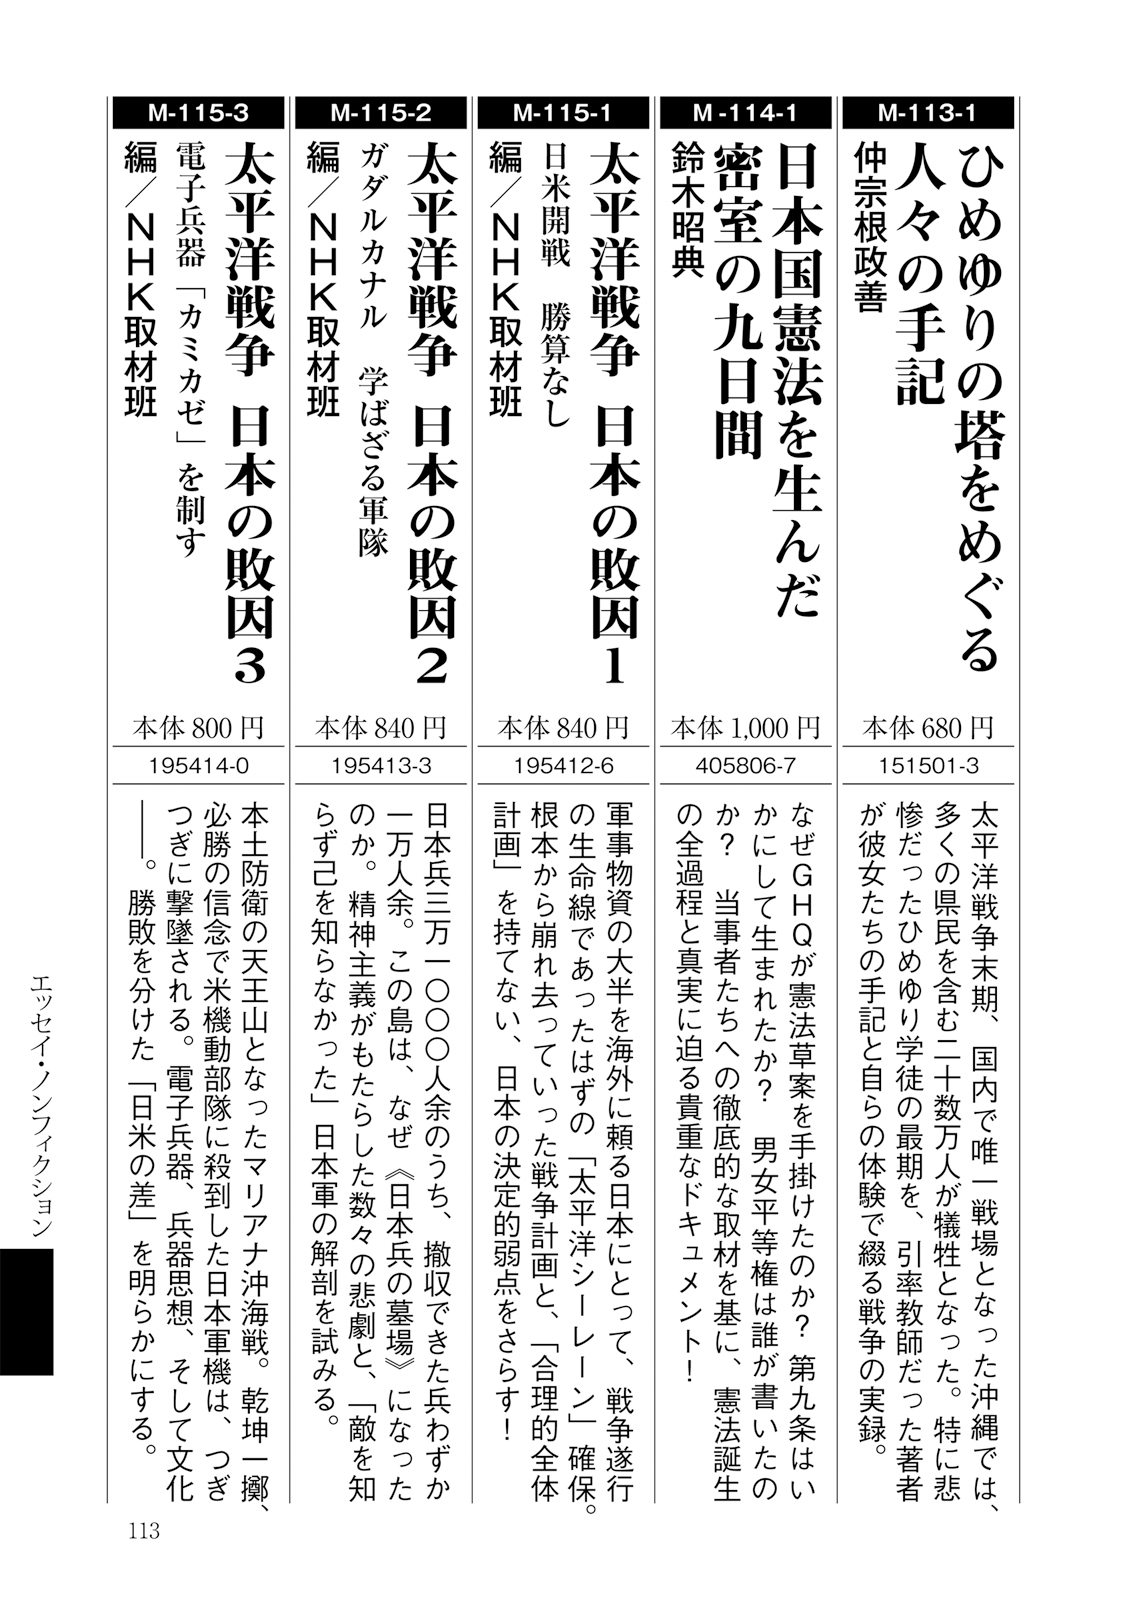 M-113-1
ひめゆりの塔をめぐる
人々の手記
仲宗根政善
本体680円
151501-3
太平洋戦争末期、国内で唯一戦場となった沖縄では、
多くの県民を含む二十数万人が犠牲となった。特に悲
惨だったひめゆり学徒の最期を、引率教師だった著者
が彼女たちの手記と自らの体験で綴る戦争の実録。
M-114-1
日本国憲法を生んだ
密室の九日間
鈴木昭典
本体1,000円
405806-7
なぜGHQが憲法草案を手掛けたのか？第九条はい
かにして生まれたか？　男女平等権は誰が書いたの
か？　当事者たちへの徹底的な取材を基に、憲法誕生
の全過程と真実に迫る貴重なドキュメント！
M-115-1
太平洋戦争　日本の敗因1
日米開戦　勝算なし
編／NHK取材班
本体840円
195412-6
軍事物資の大半を海外に頼る日本にとって、戦争遂行
の生命線であったはずの「太平洋シーレーン」確保。
根本から崩れ去っていった戦争計画と、「合理的全体
計画」を持てない、日本の決定的弱点をさらす！
M-115-2
太平洋戦争　日本の敗因2
ガダルカナル　学ばざる軍隊
編／NHK取材班
本体840円
195413-3
日本兵三万一〇〇〇人余のうち、撤収できた兵わずか
一万人余。この島は、なぜ《日本兵の墓場》になった
のか。精神主義がもたらした数々の悲劇と、「敵を知
らず己を知らなかった」日本軍の解剖を試みる。
M-115-3
太平洋戦争　日本の敗因3
電子兵器「カミカゼ」を制す
編／NHK取材班
本体800円
195414-0
本土防衛の天王山となったマリアナ沖海戦。乾坤一擲、
必勝の信念で米機動部隊に殺到した日本軍機は、つぎ
つぎに撃墜される。電子兵器、兵器思想、そして文化
――。勝敗を分けた「日米の差」を明らかにする。
エッセイ・ノンフィクション
113